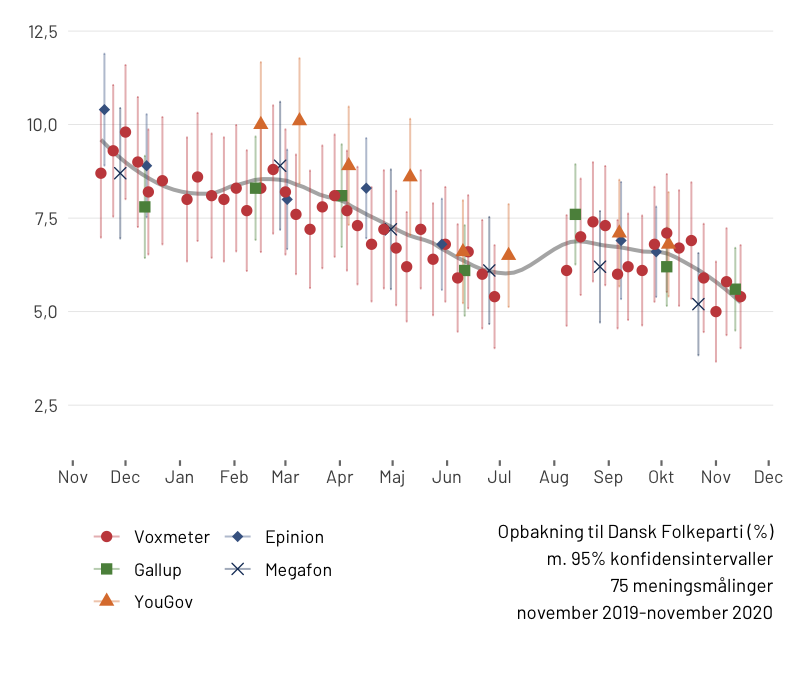 12,5
10,0
7,5
5,0
2,5
Nov Dec Jan Feb Mar Apr Maj Jun Jul Aug Sep Okt Nov Dec
Voxmeter Epinion
Gallup Megafon
YouGov
Opbakning til Dansk Folkeparti (%)
m. 95% konfidensintervaller
75 meningsmålinger
november 2019-november 2020